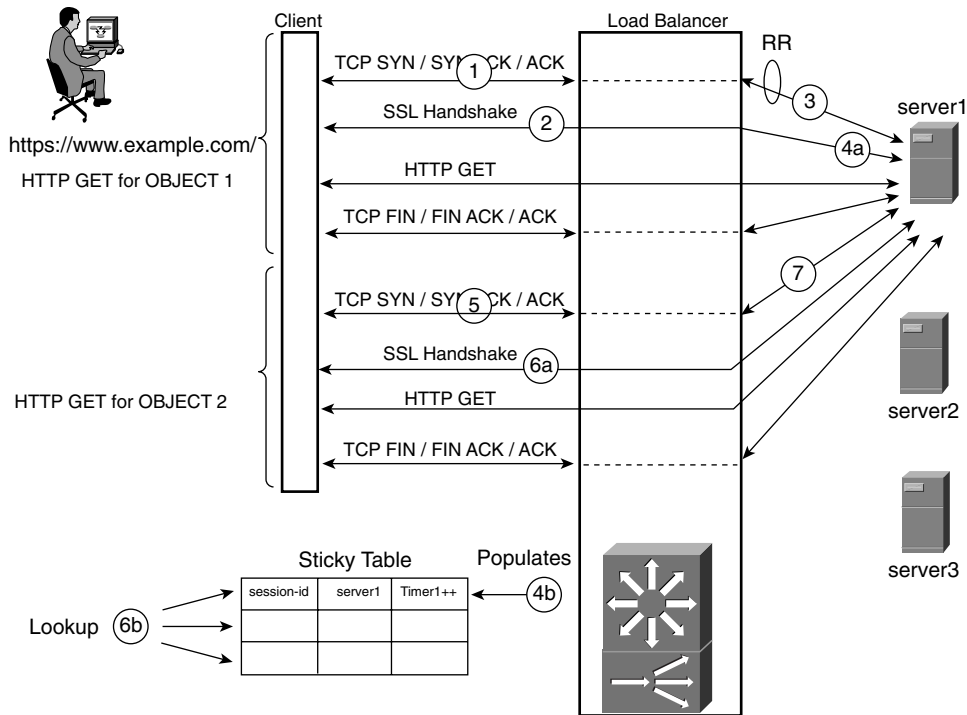 Client
Load Balancer
RR
TCP SYN / SYN ACK / ACK
1
3
server1
SSL Handshake
2
4a
https://www.example.com/
HTTP GET for OBJECT 1
HTTP GET
TCP FIN / FIN ACK / ACK
7
TCP SYN / SYN ACK / ACK
5
SSL Handshake
6a
HTTP GET for OBJECT 2
HTTP GET
server2
TCP FIN / FIN ACK / ACK
Sticky Table
Populates
session-id server1 Timer1++
4b
Lookup
6b
server3